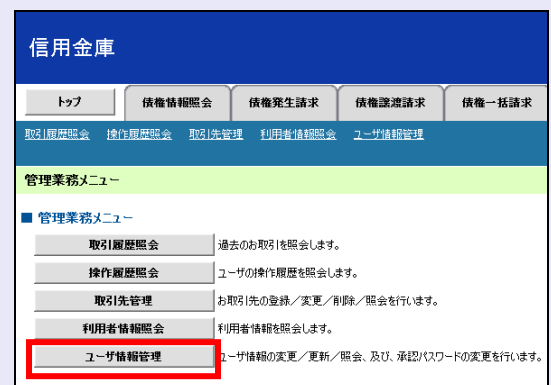 信用金庫
トップ 債権情報照会 債権発生請求 債権譲渡請求 債権一括請求
取引履歴照会 操作履歴照会 取引先管理 利用者情報照会 ユーザ情報管理
管理業務メニュー
■ 管理業務メニュー
取引履歴照会 過去のお取引を照会します。
操作履歴照会 ユーザの操作履歴を照会します。
取引先管理 お取引先の登録／変更／削除／照会を行います。
利用者情報照会 利用者情報を照会します。
ユーザ情報管理 ユーザ情報の変更／更新／照会、及び、承認パスワードの変更を行います。